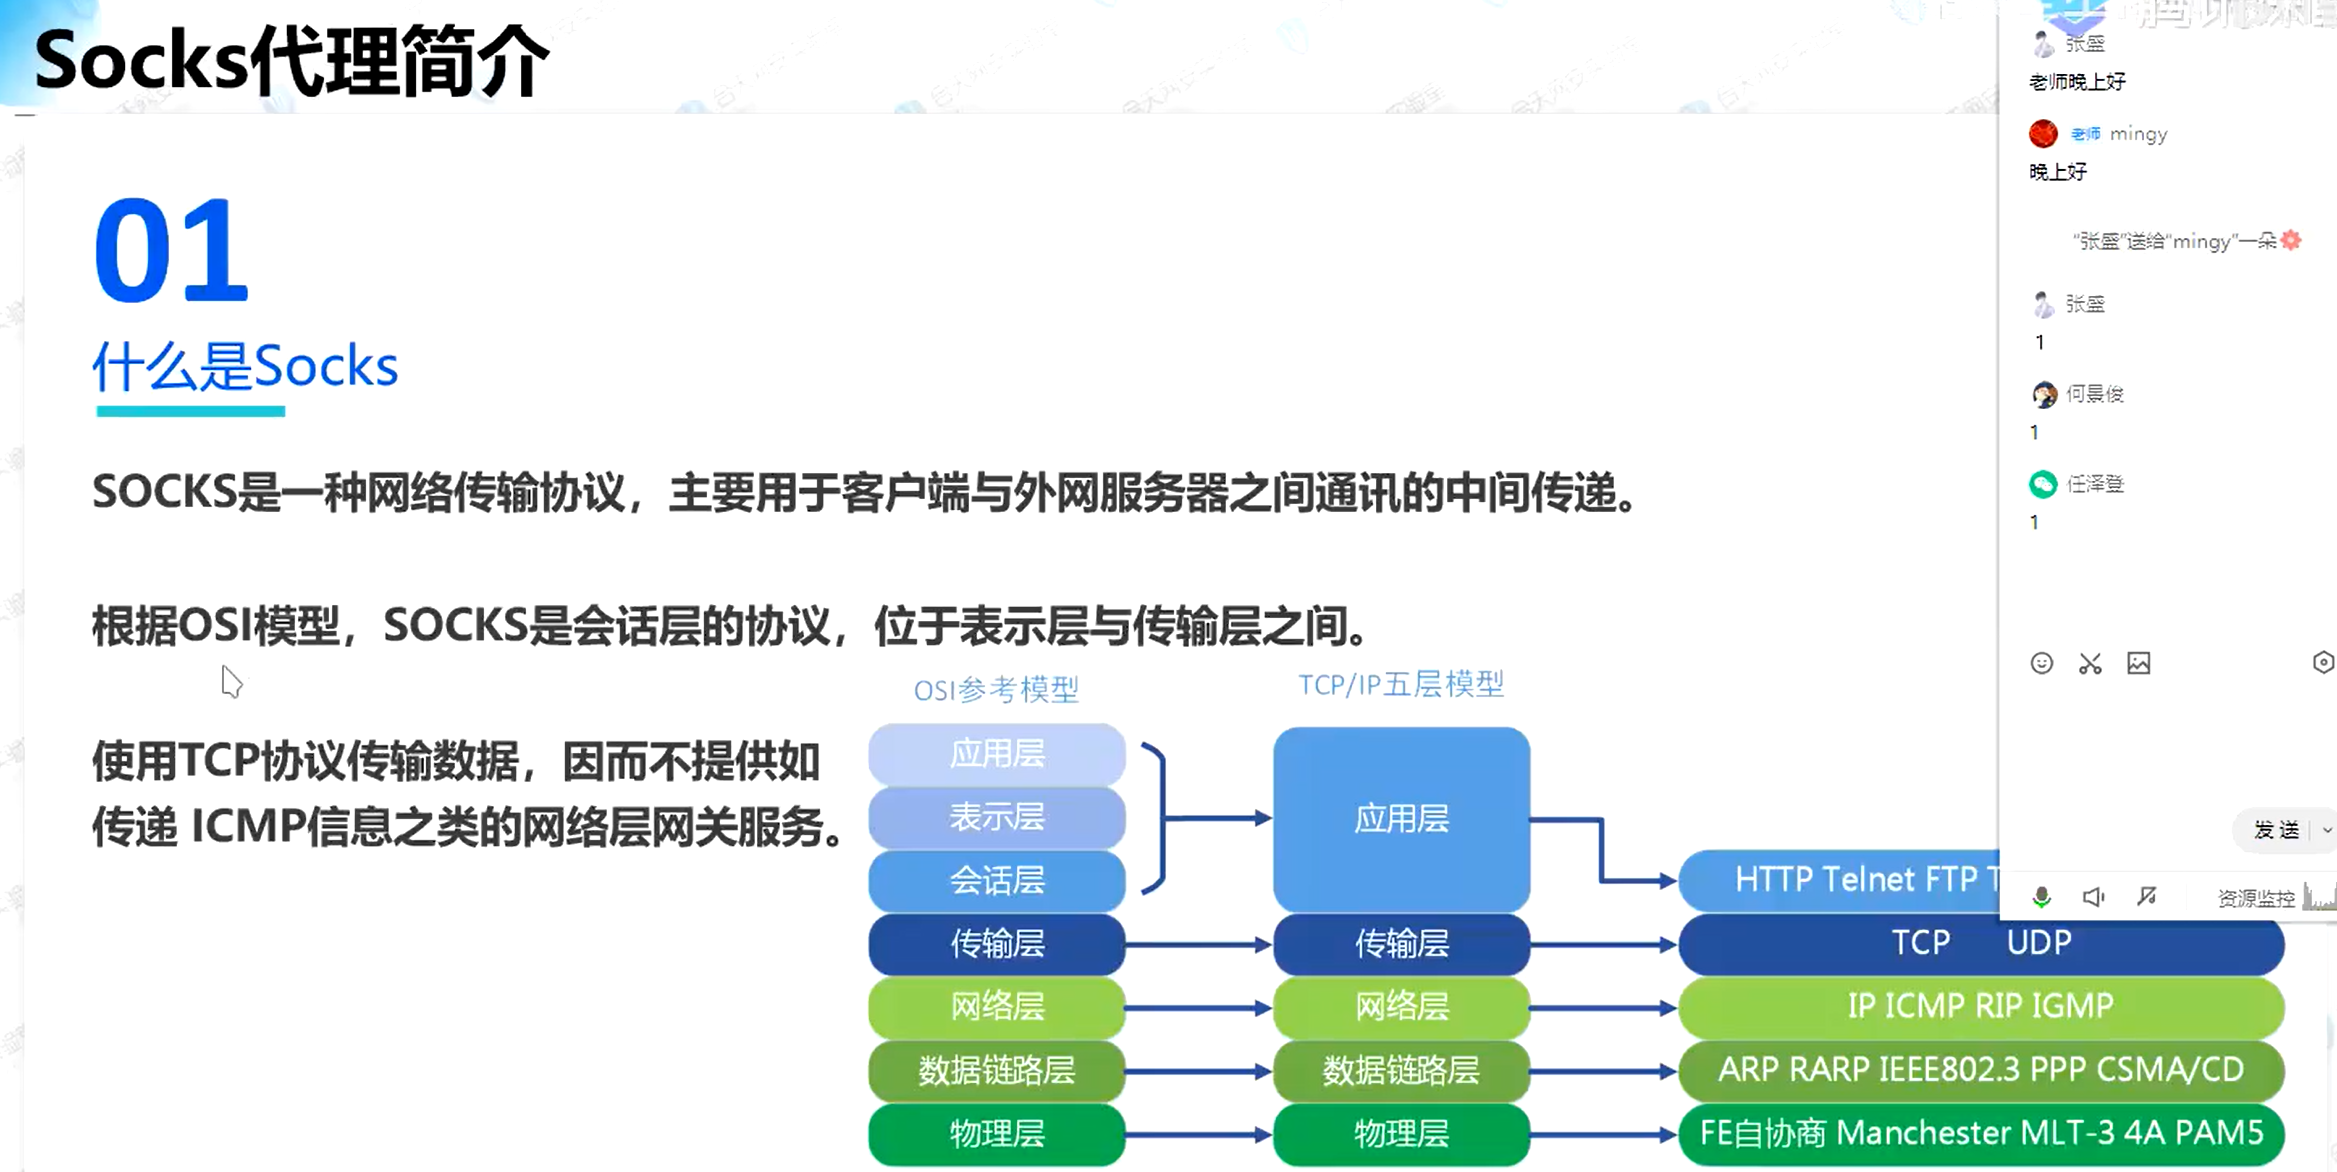 Socks代理简介
01
什么是Socks
SOCKS是一种网络传输协议，主要用于客户端与外网服务器之间通讯的中间传递。
根据OSI模型，SOCKS是会话层的协议，位于表示层与传输层之间。
使用TCP协议传输数据，因而不提供如
传递 ICMP信息之类的网络层网关服务。
OSI参考模型
应用层
表示层
会话层
传输层
网络层
数据链路层
物理层
TCP/IP五层模型
应用层
传输层
网络层
数据链路层
物理层
HTTP Telnet FTP
TCP UDP
IP ICMP RIP IGMP
ARP RARP IEEE802.3 PPP CSMA/CD
FE自协商 Manchester MLT-3 4A PAM5
张盛
老师晚上好
老师 mingy
晚上好
“张盛”送给“mingy”一朵
张盛
1
何景俊
1
任泽登
1
发送
资源监控